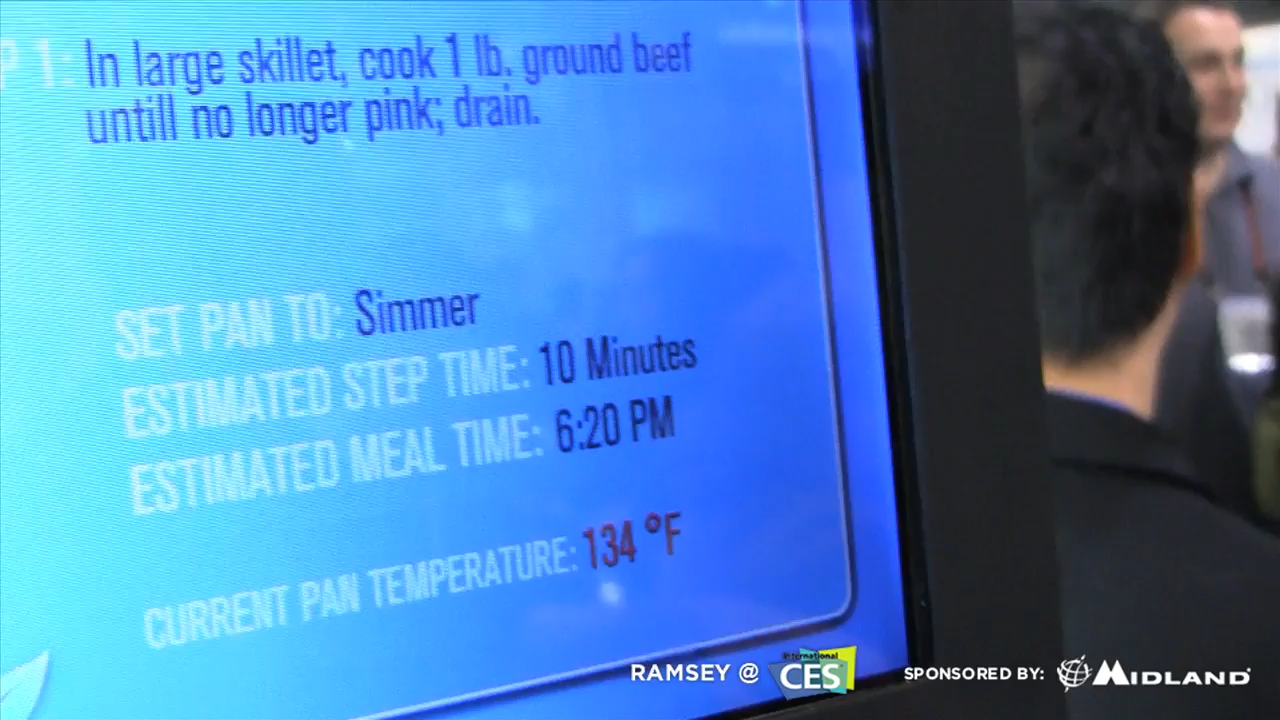 P 1: In large skillet, cook 1 lb. ground beef
untill no longer pink; drain.
SET PAN TO: Simmer
ESTIMATED STEP TIME: 10 Minutes
ESTIMATED MEAL TIME: 6:20 PM
CURRENT PAN TEMPERATURE: 134 °F
RAMSEY @ international CES SPONSORED BY: MIDLAND